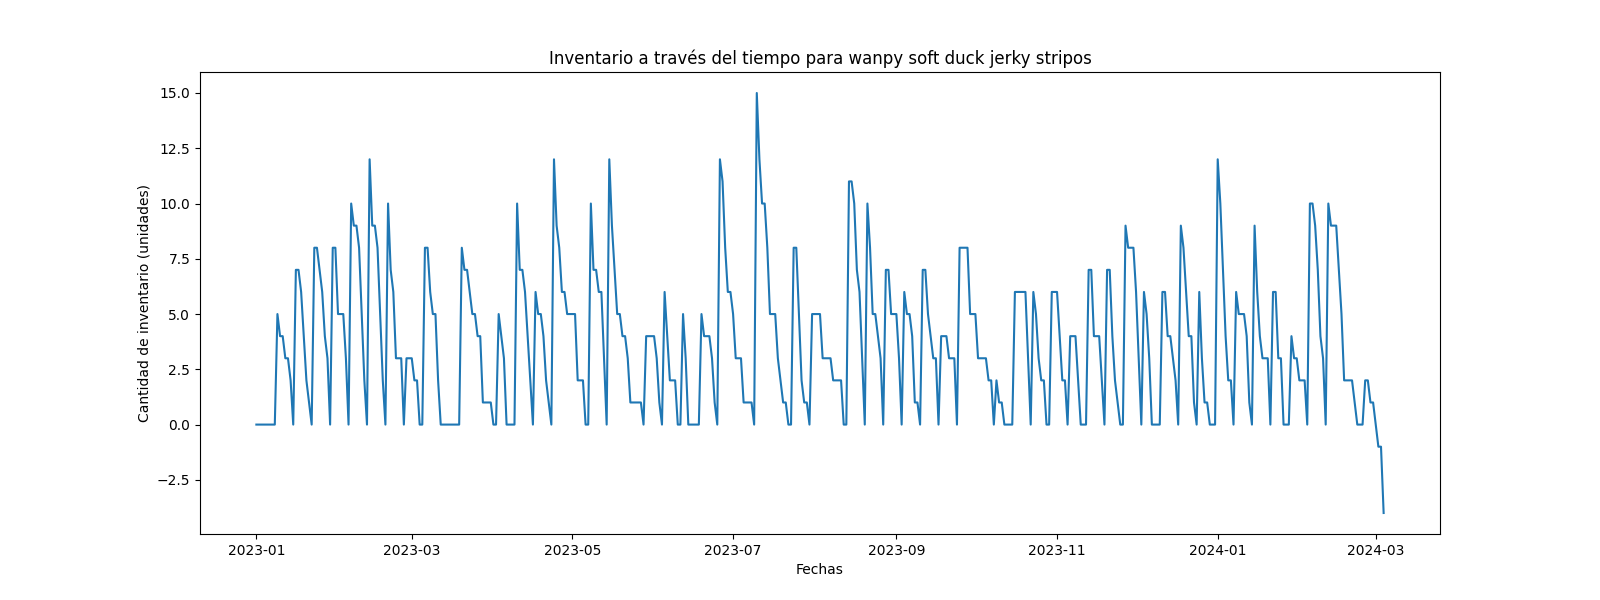 Inventario a través del tiempo para wanpy soft duck jerky stripos
Cantidad de inventario (unidades)
15.0
12.5
10.0
7.5
5.0
2.5
0.0
−2.5
2023-01 2023-03 2023-05 2023-07 2023-09 2023-11 2024-01 2024-03
Fechas